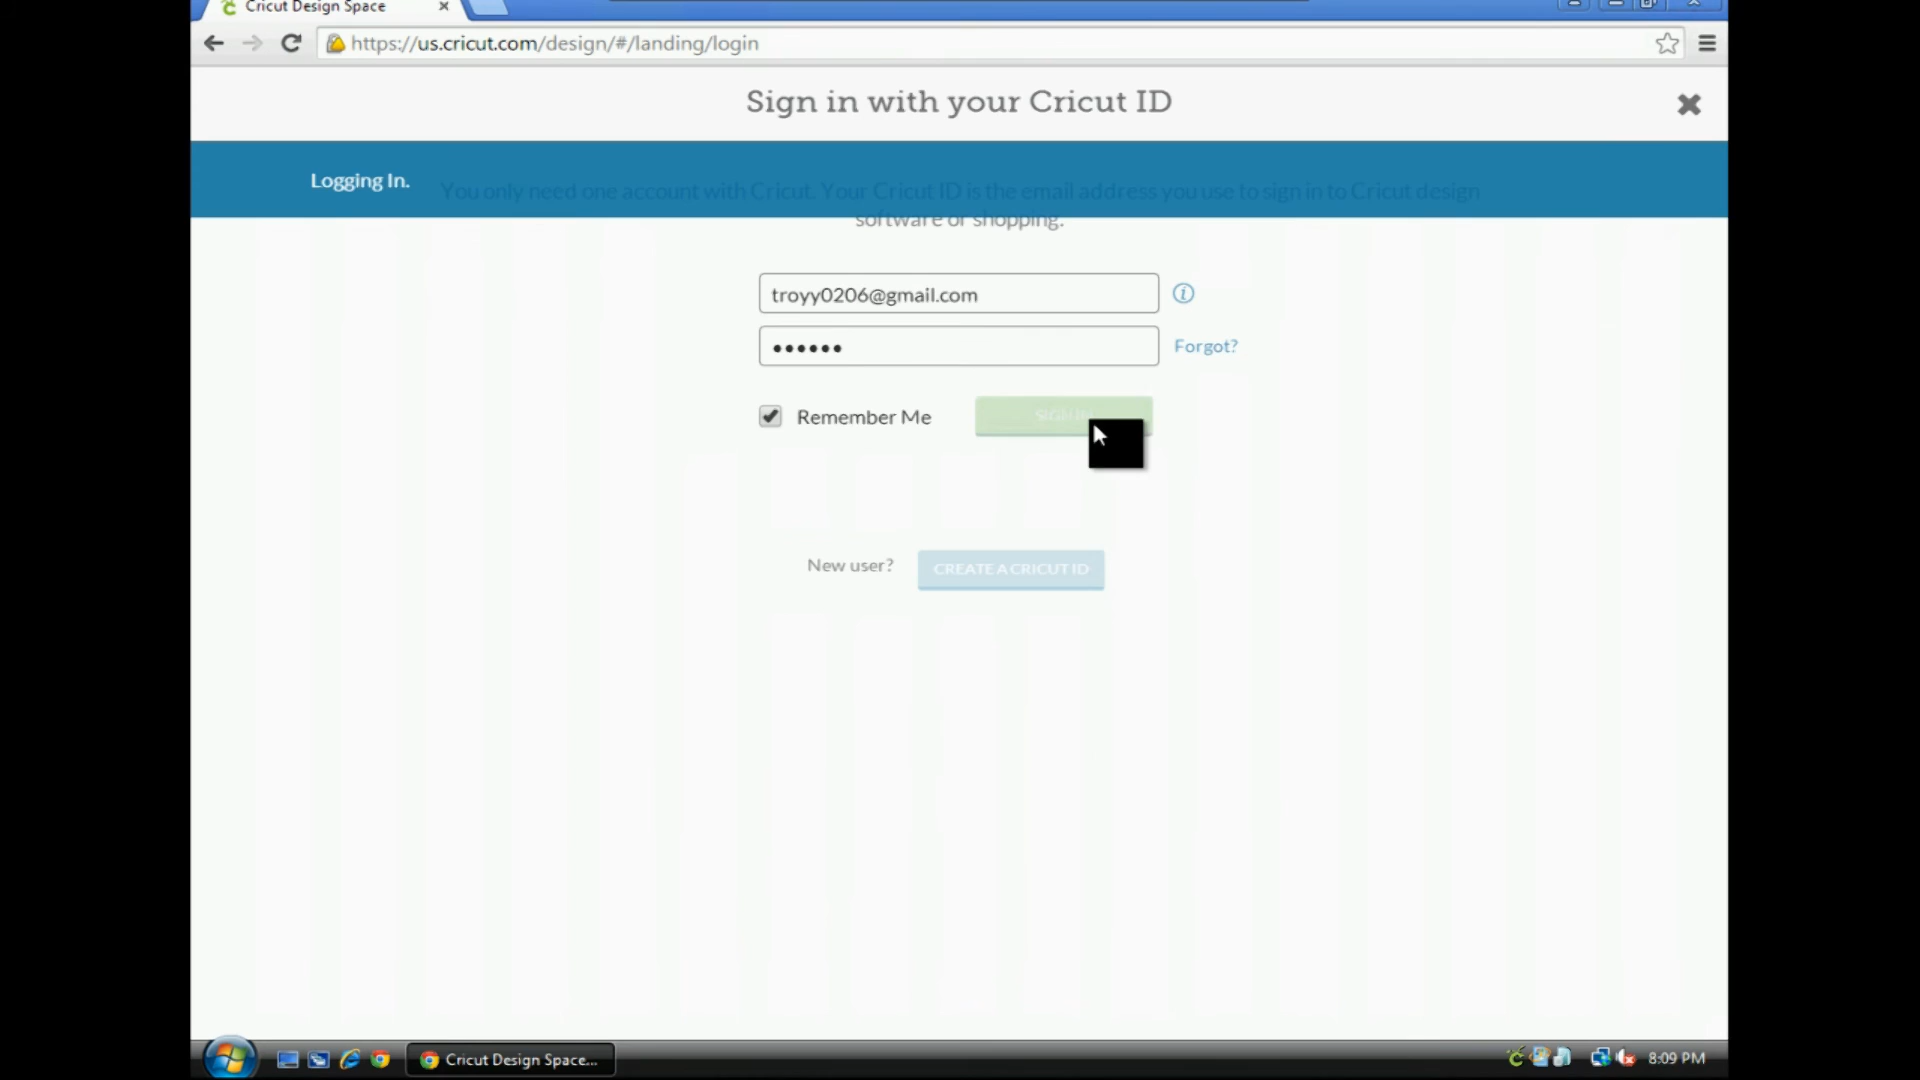 Cricut Design Space
https://us.cricut.com/design/#/landing/login
Sign in with your Cricut ID
Logging In.
You only need one account with Cricut. Your Cricut ID is the email address you use to sign in to Cricut design
software or shopping.
troyy0206@gmail.com
Forgot?
Remember Me
SIGN IN
New user?
CREATE A CRICUT ID
Cricut Design Space...
8:09 PM